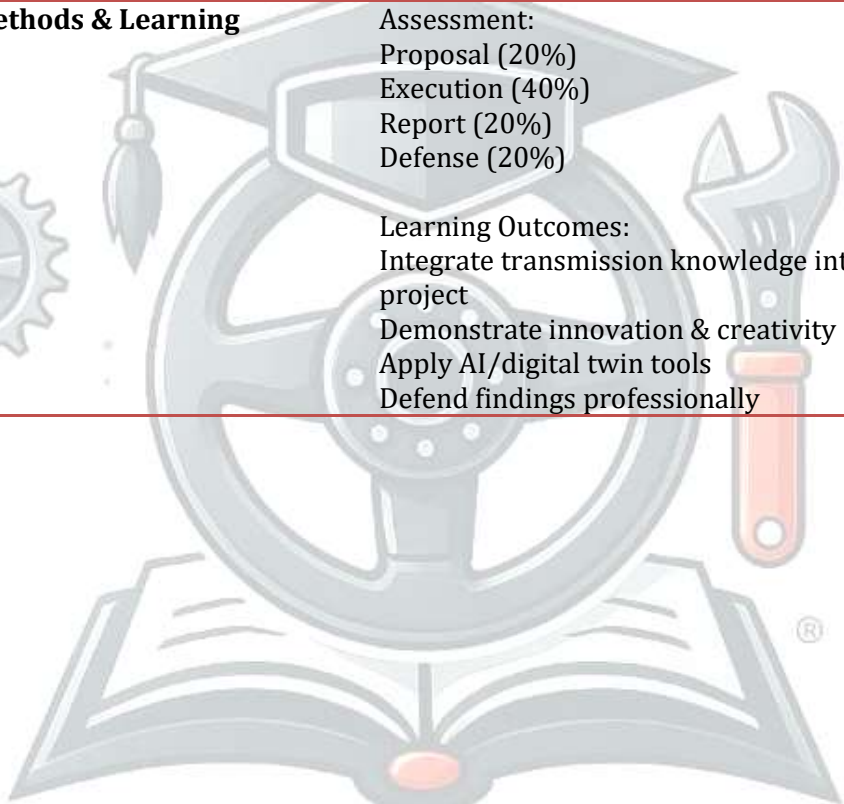 ethods & Learning
Assessment:
Proposal (20%)
Execution (40%)
Report (20%)
Defense (20%)
Learning Outcomes:
Integrate transmission knowledge int
project
Demonstrate innovation & creativity
Apply AI/digital twin tools
Defend findings professionally
®